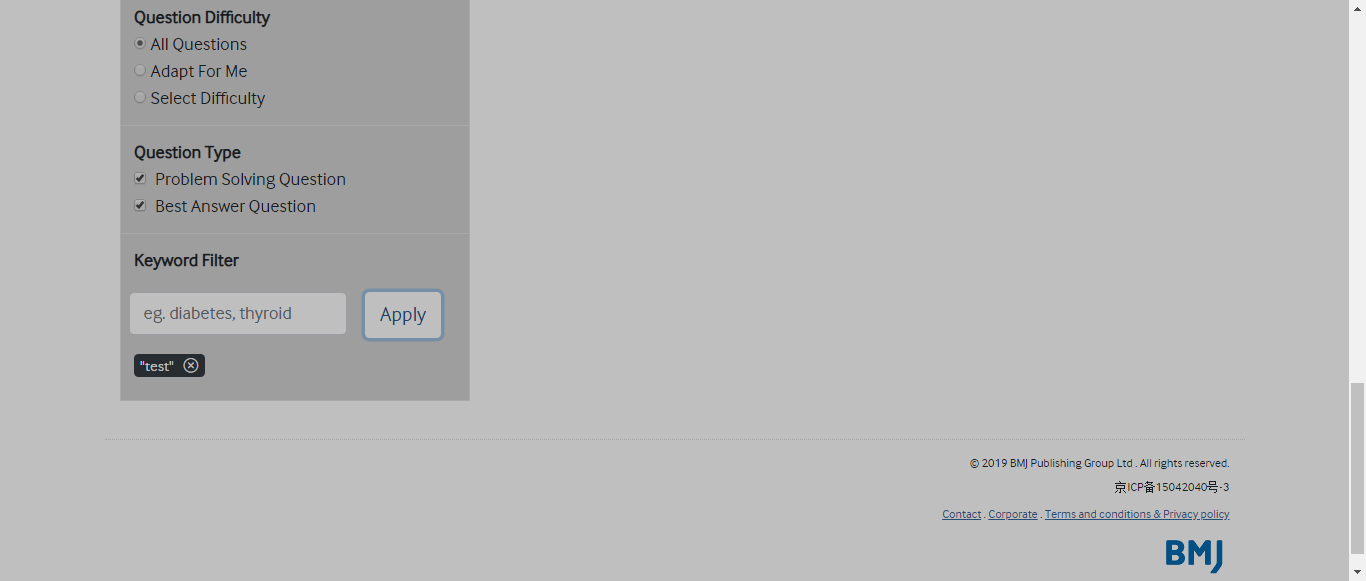 Question Difficulty
All Questions
Adapt For Me
Select Difficulty
Question Type
Problem Solving Question
Best Answer Question
Keyword Filter
eg. diabetes, thyroid
Apply
"test"
© 2019 BMJ Publishing Group Ltd . All rights reserved.
京ICP备15042040号-3
Contact . Corporate . Terms and conditions & Privacy policy
BMJ